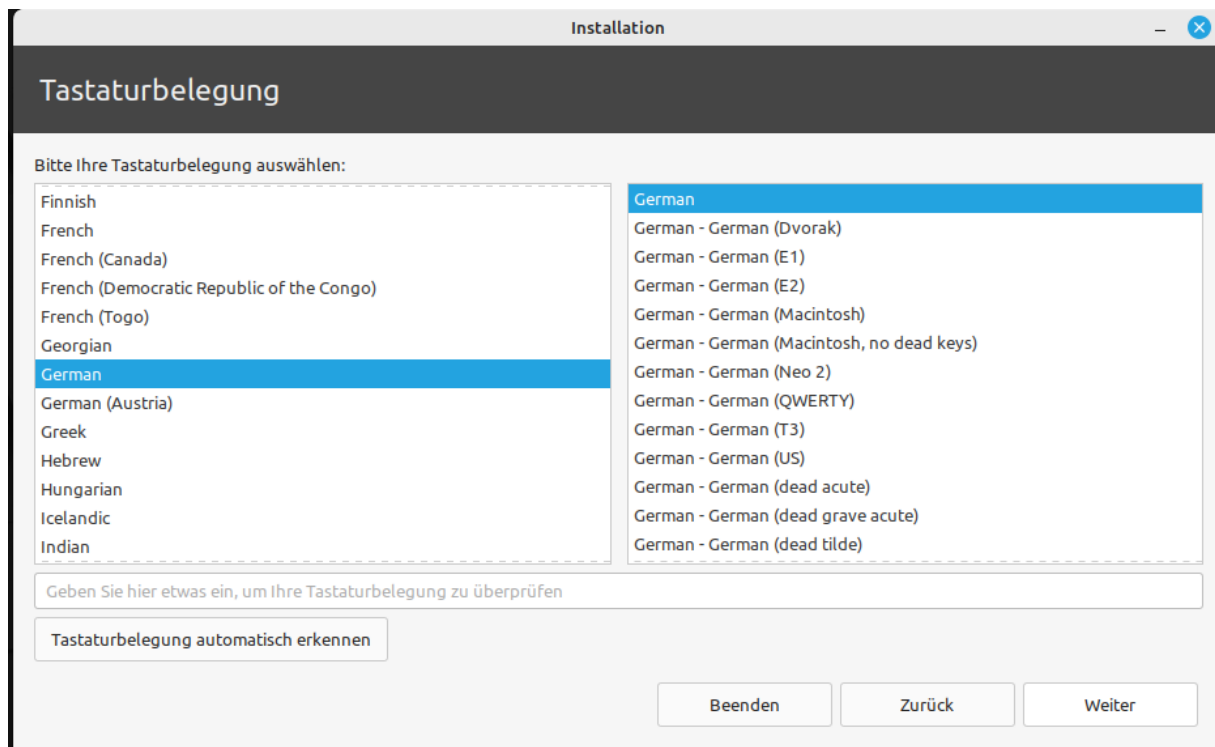 Installation
Tastaturbelegung
Bitte Ihre Tastaturbelegung auswählen:
Finnish
French
French (Canada)
French (Democratic Republic of the Congo)
French (Togo)
Georgian
German
German (Austria)
Greek
Hebrew
Hungarian
Icelandic
Indian
German
German - German (Dvorak)
German - German (E1)
German - German (E2)
German - German (Macintosh)
German - German (Macintosh, no dead keys)
German - German (Neo 2)
German - German (QWERTY)
German - German (T3)
German - German (US)
German - German (dead acute)
German - German (dead grave acute)
German - German (dead tilde)
Geben Sie hier etwas ein, um Ihre Tastaturbelegung zu überprüfen
Tastaturbelegung automatisch erkennen
Beenden
Zurück
Weiter